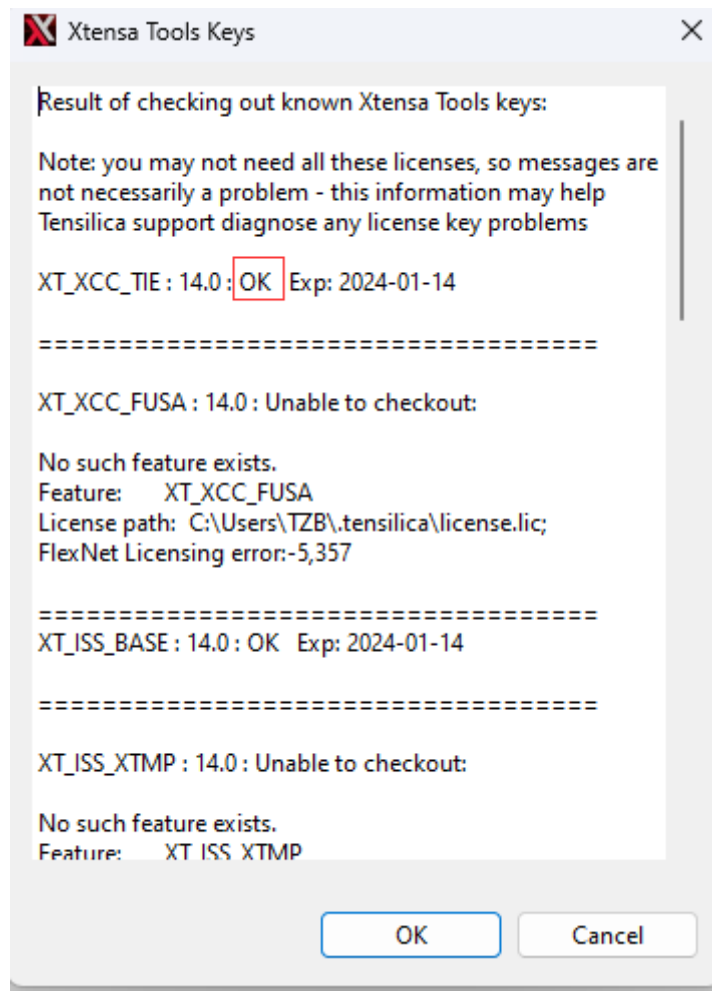 Xtensa Tools Keys
Result of checking out known Xtensa Tools keys:
Note: you may not need all these licenses, so messages are
not necessarily a problem - this information may help
Tensilica support diagnose any license key problems
XT_XCC_TIE : 14.0 : OK Exp: 2024-01-14
===================================
XT_XCC_FUSA : 14.0 : Unable to checkout:
No such feature exists.
Feature: XT_XCC_FUSA
License path: C:\Users\TZB\.tensilica\license.lic;
FlexNet Licensing error:-5,357
===================================
XT_ISS_BASE : 14.0 : OK Exp: 2024-01-14
===================================
XT_ISS_XTMP : 14.0 : Unable to checkout:
No such feature exists.
Feature: XT_ISS_XTMP
OK Cancel